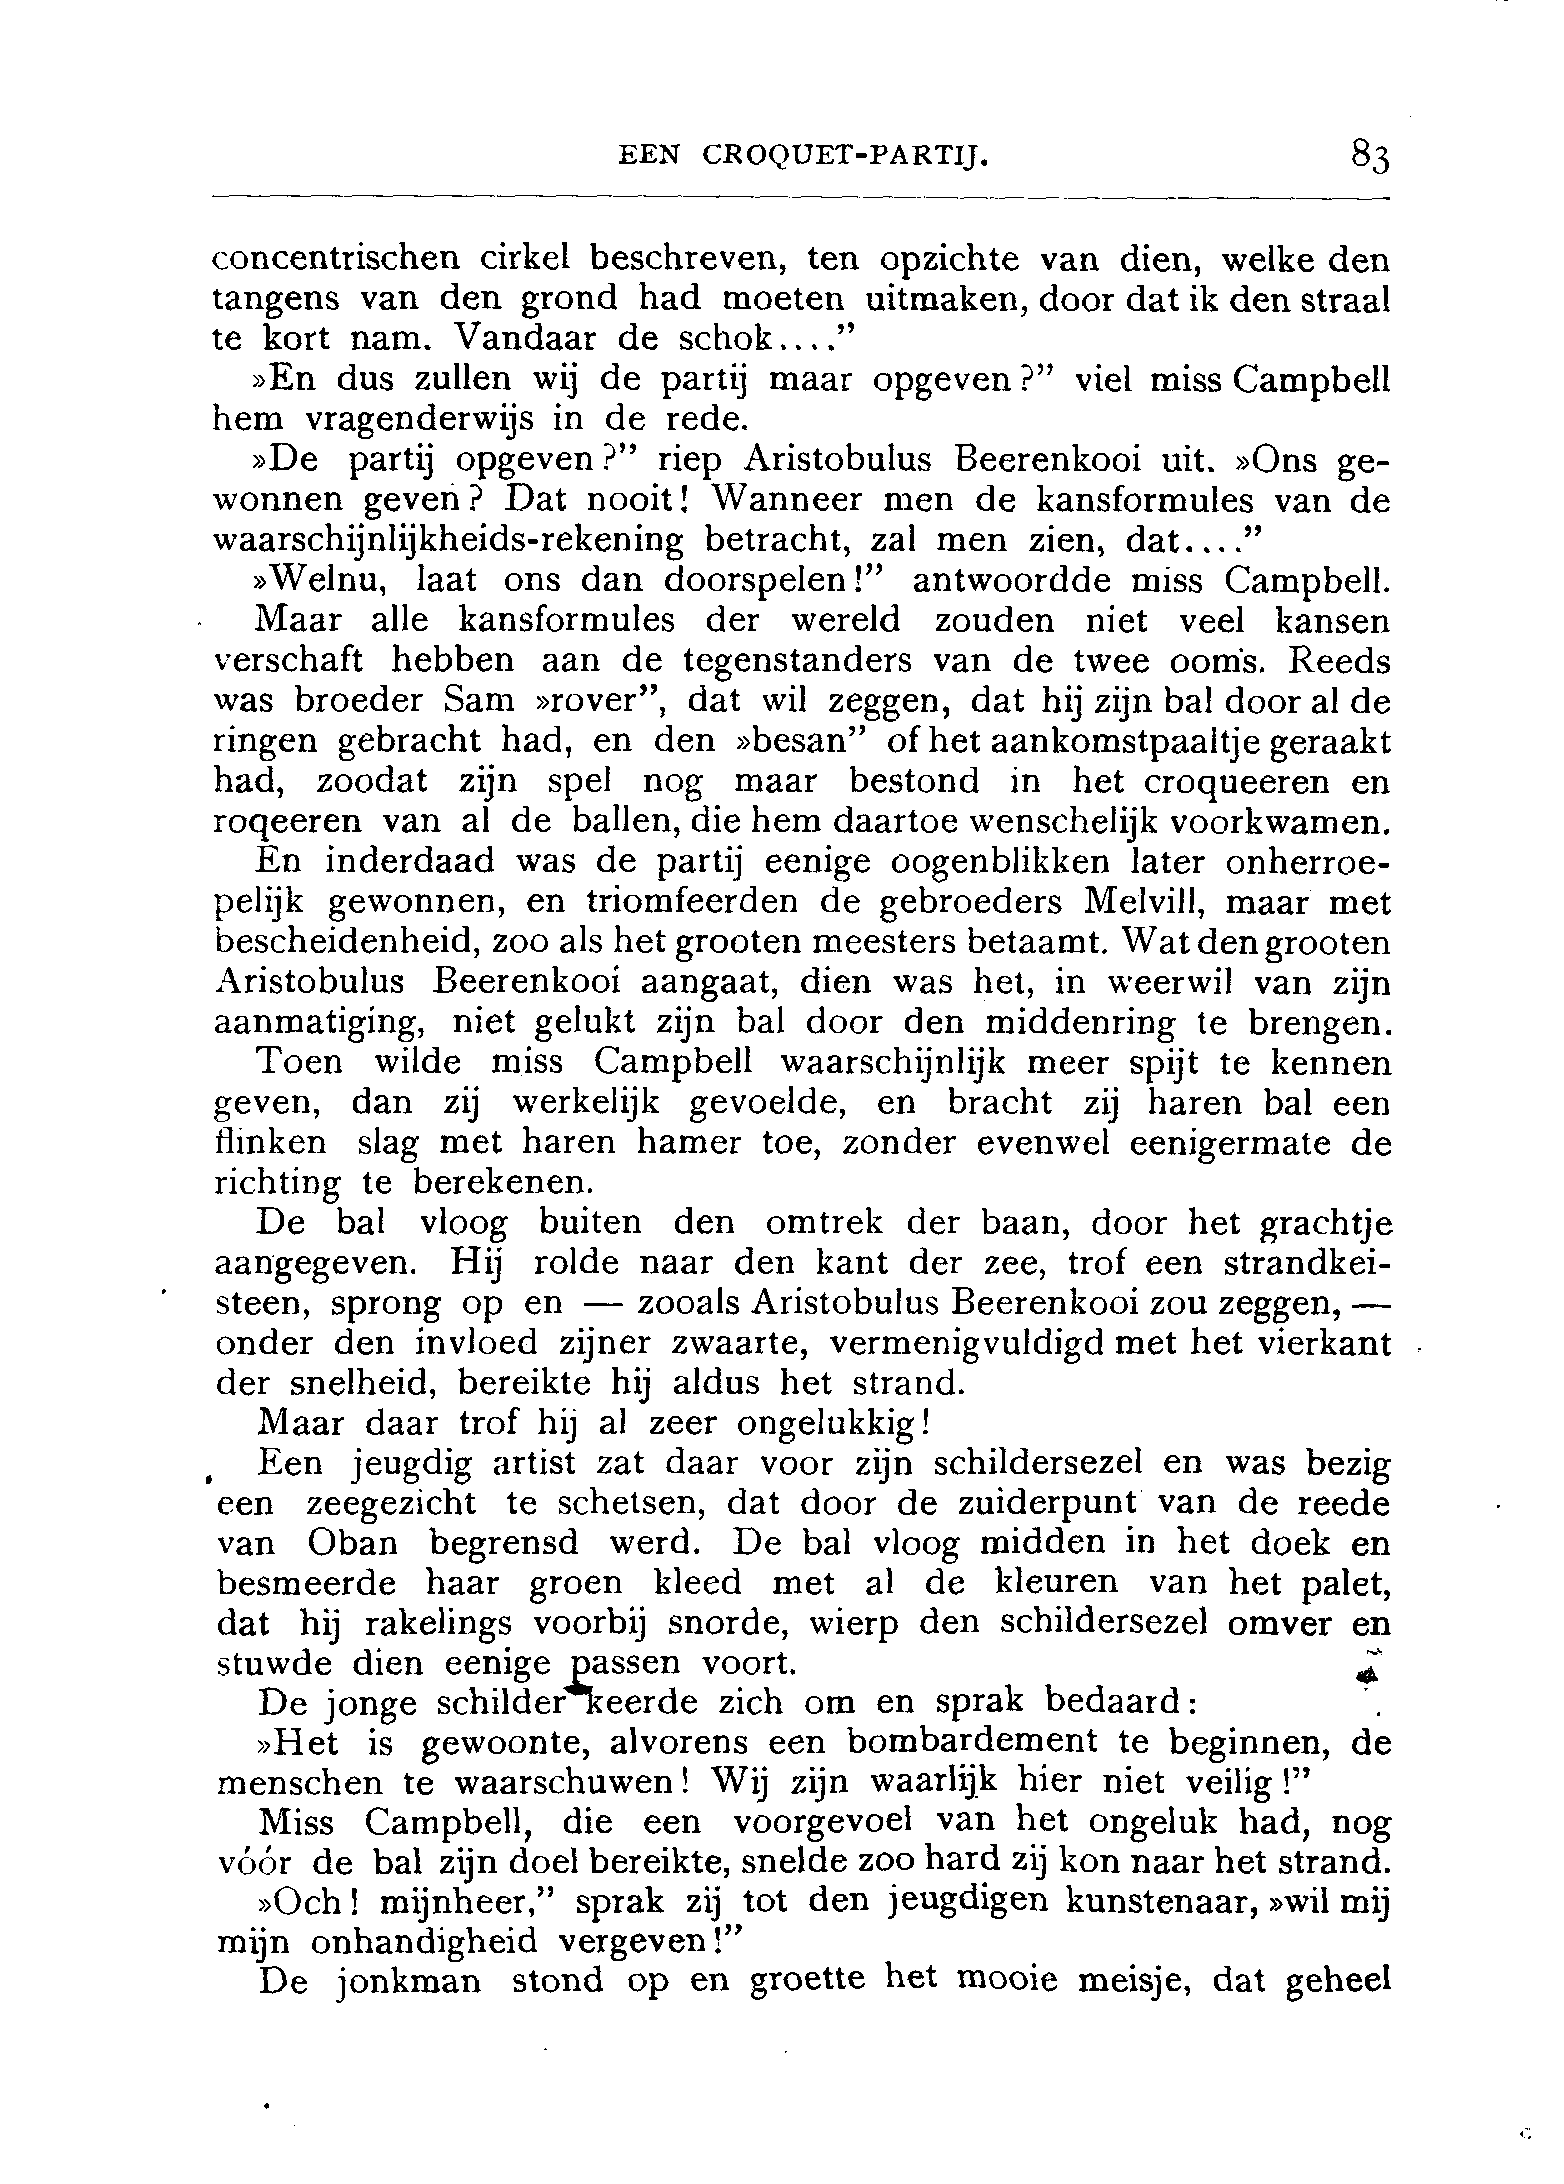 EEN CROQUET-PARTIJ. 83
concentrischen cirkel beschreven, ten opzichte van dien, welke den
tangens van den grond had moeten uitmaken, door dat ik den straal
te kort nam. Vandaar de schok...."
»En dus zullen wij de partij maar opgeven?" viel miss Campbell
hem vragenderwijs in de rede.
»De partij opgeven?" riep Aristobulus Beerenkooi uit. »Ons ge-
wonnen geven? Dat nooit! Wanneer men de kansformules van de
waarschijnlijkheids-rekening betracht, zal men zien, dat...."
»Welnu, laat ons dan doorspelen!" antwoordde miss Campbell.
Maar alle kansformules der wereld zouden niet veel kansen
verschaft hebben aan de tegenstanders van de twee oom's. Reeds
was broeder Sam »rover", dat wil zeggen, dat hij zijn bal door al de
ringen gebracht had, en den »besan" of het aankomstpaaltje geraakt
had, zoodat zijn spel nog maar bestond in het croqueeren en
roqeeren van al de ballen, die hem daartoe wenschelijk voorkwamen.
En inderdaad was de partij eenige oogenblikken later onherroe-
pelijk gewonnen, en triomfeerden de gebroeders Melvill, maar met
bescheidenheid, zoo als het grooten meesters betaamt. Wat den grooten
Aristobulus Beerenkooi aangaat, dien was het, in weerwil van zijn
aanmatiging, niet gelukt zijn bal door den middenring te brengen.
Toen wilde miss Campbell waarschijnlijk meer spijt te kennen
geven, dan zij werkelijk gevoelde, en bracht zij haren bal een
flinken slag met haren hamer toe, zonder evenwel eenigermate de
richting te berekenen.
De bal vloog buiten den omtrek der baan, door het grachtje
aangegeven. Hij rolde naar den kant der zee, trof een strandkei-
steen, sprong op en — zooals Aristobulus Beerenkooi zou zeggen, —
onder den invloed zijner zwaarte, vermenigvuldigd met het vierkant
der snelheid, bereikte hij aldus het strand.
Maar daar trof hij al zeer ongelukkig!
Een jeugdig artist zat daar voor zijn schildersezel en was bezig
een zeegezicht te schetsen, dat door de zuiderpunt van de reede
van Oban begrensd werd. De bal vloog midden in het doek en
besmeerde haar groen kleed met al de kleuren van het palet,
dat hij rakelings voorbij snorde, wierp den schildersezel omver en
stuwde dien eenige passen voort.
De jonge schilder keerde zich om en sprak bedaard:
»Het is gewoonte, alvorens een bombardement te beginnen, de
menschen te waarschuwen! Wij zijn waarlijk hier niet veilig!"
Miss Campbell, die een voorgevoel van het ongeluk had, nog
vóór de bal zijn doel bereikte, snelde zoo hard zij kon naar het strand.
»Och! mijnheer," sprak zij tot den jeugdigen kunstenaar, »wil mij
mijn onhandigheid vergeven!"
De jonkman stond op en groette het mooie meisje, dat geheel